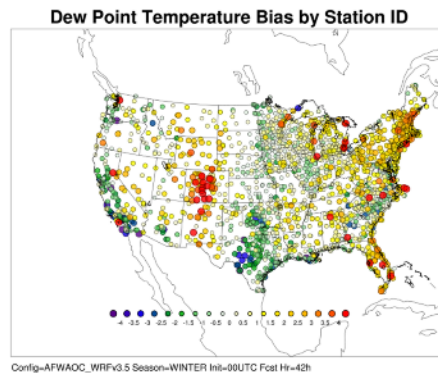 Dew Point Temperature Bias by Station ID
-4 -3.5 -3 -2.5 -2 -1.5 -1 -0.5 0 0.5 1 1.5 2 2.5 3 3.5 4
Config=AFWAOC_WRFv3.5 Season=WINTER Init=00UTC Fcst Hr=42h